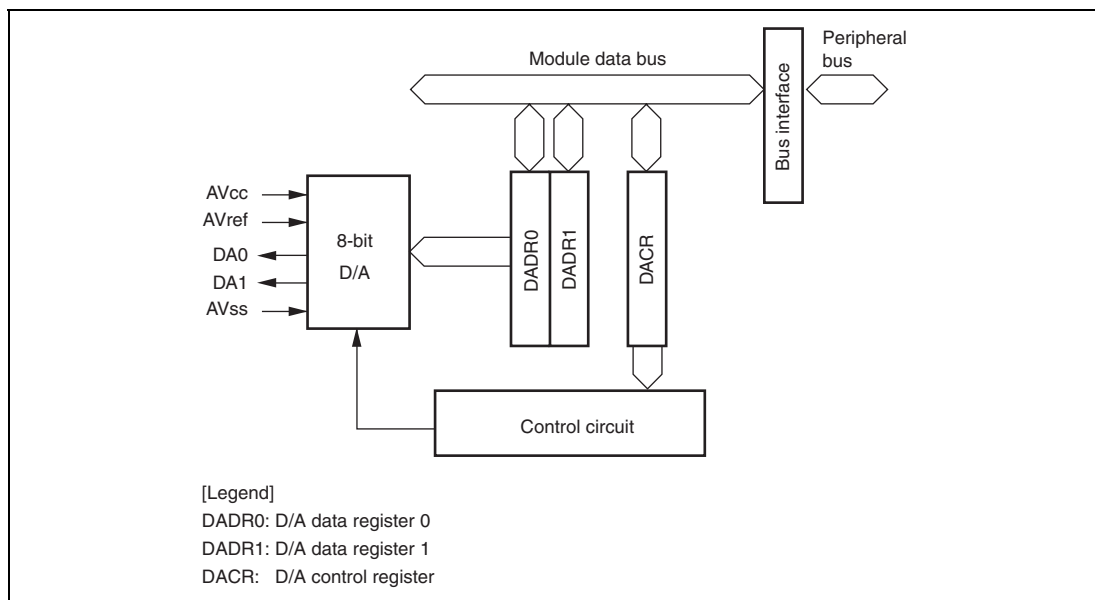 Module data bus
Peripheral
bus
Bus interface
AVcc
AVref
DA0
DA1
AVss
8-bit
D/A
DADR0
DADR1
DACR
Control circuit
[Legend]
DADR0: D/A data register 0
DADR1: D/A data register 1
DACR: D/A control register